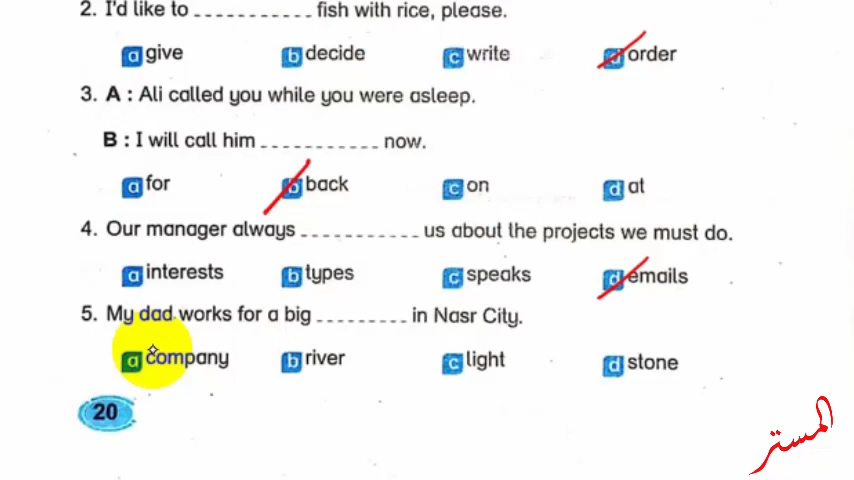 2. I'd like to ____________ fish with rice, please.
a give b decide c write d order
3. A : Ali called you while you were asleep.
B : I will call him ____________ now.
a for b back c on d at
4. Our manager always ____________ us about the projects we must do.
a interests b types c speaks d emails
5. My dad works for a big _________ in Nasr City.
a company b river c light d stone
20
المستر